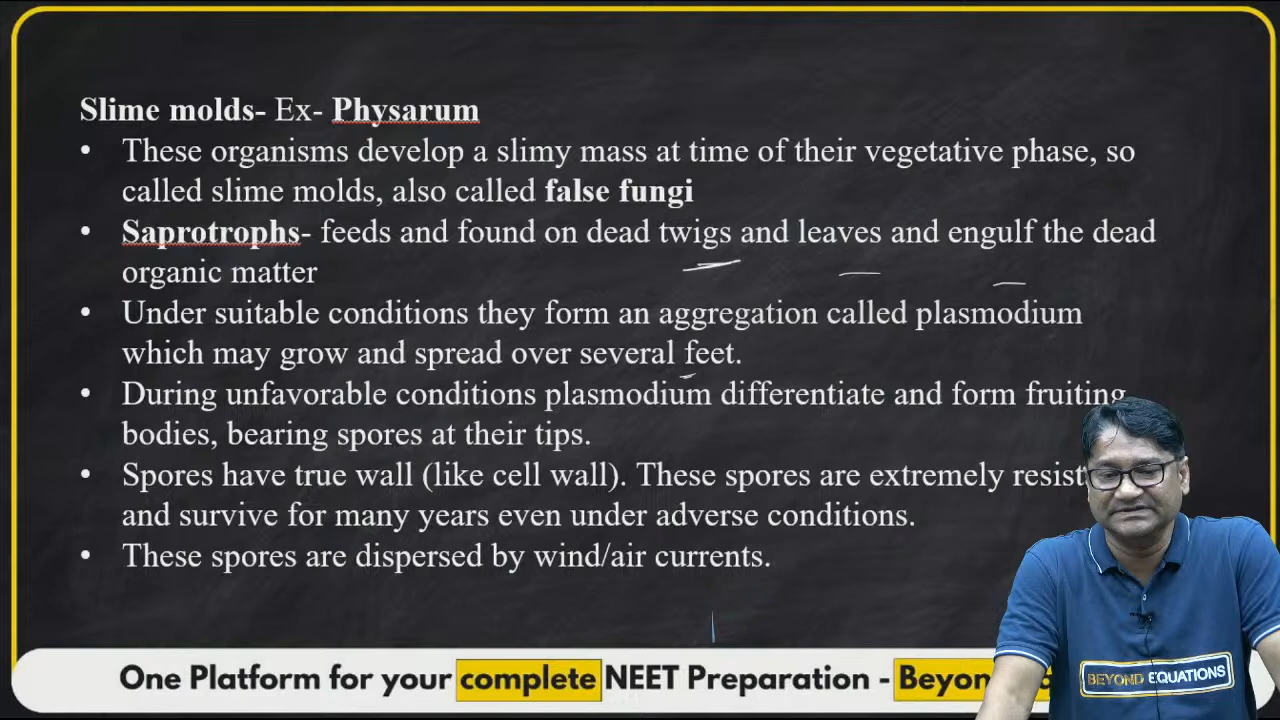 Slime molds- Ex- Physarum
• These organisms develop a slimy mass at time of their vegetative phase, so
called slime molds, also called false fungi
• Saprotrophs- feeds and found on dead twigs and leaves and engulf the dead
organic matter
• Under suitable conditions they form an aggregation called plasmodium
which may grow and spread over several feet.
• During unfavorable conditions plasmodium differentiate and form fruiting
bodies, bearing spores at their tips.
• Spores have true wall (like cell wall). These spores are extremely resist
and survive for many years even under adverse conditions.
• These spores are dispersed by wind/air currents.
One Platform for your complete NEET Preparation - Beyon
BEYOND EQUATIONS